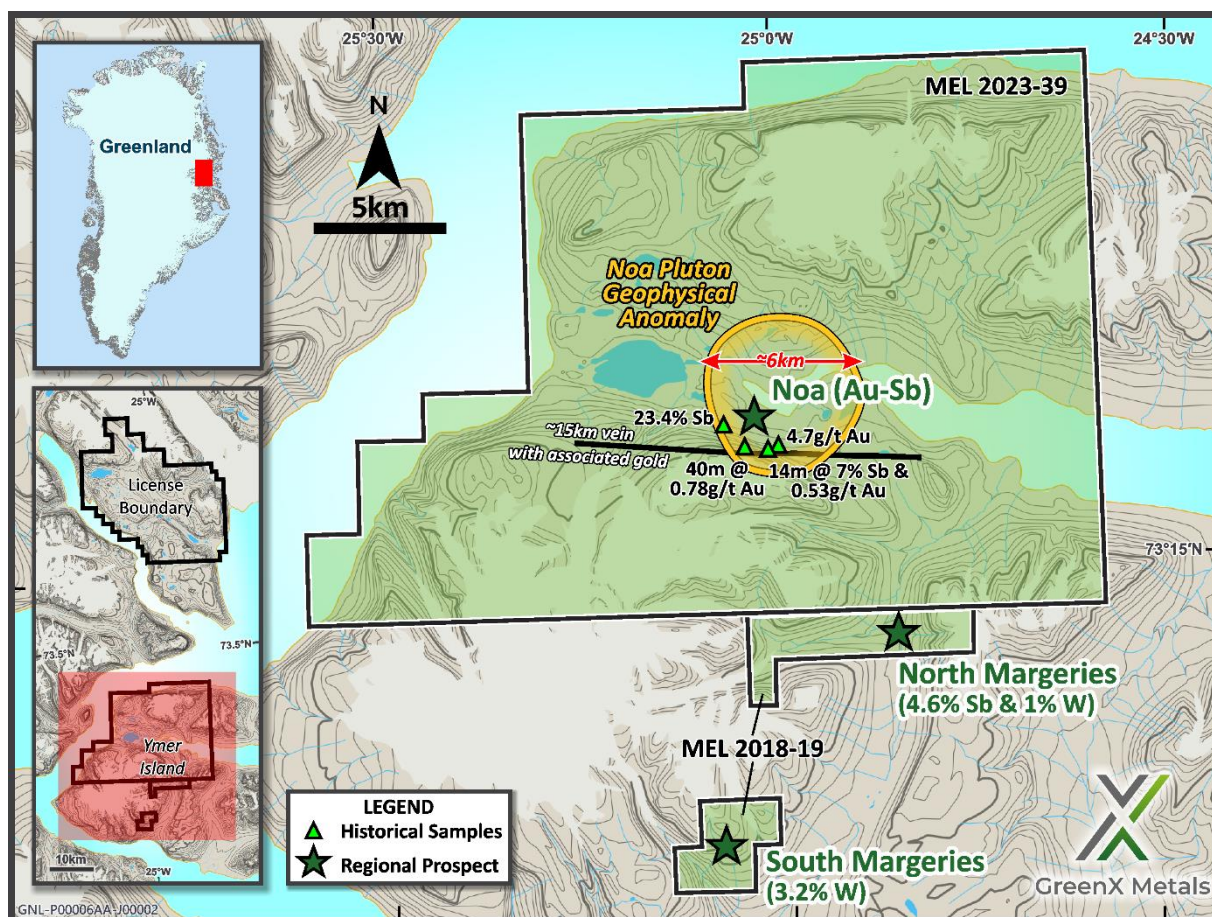 25°30'W
25°0'W
24°30'W
MEL 2023-39
Greenland
N
5km
Noa Pluton
Geophysical
Anomaly
~6km
Noa (Au-Sb)
23.4% Sb
4.7g/t Au
~15km vein
with associated gold
40m @
0.78g/t Au
14m @ 7% Sb &
0.53g/t Au
25°W
License
Boundary
73.5°N
73.5°N
Ymer
Island
10km
25°W
73°15'N
North Margeries
(4.6% Sb & 1% W)
MEL 2018-19
South Margeries
(3.2% W)
LEGEND
Historical Samples
Regional Prospect
GreenX Metals
GNL-P00006AA-J00002